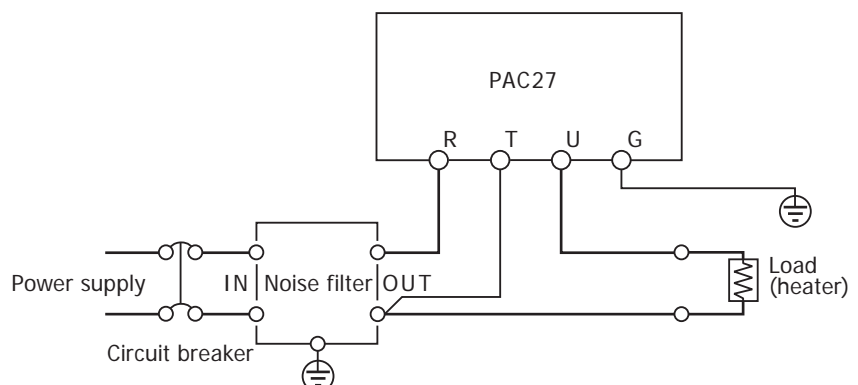 PAC27
R T U G
Power supply
IN Noise filter OUT
Load
(heater)
Circuit breaker